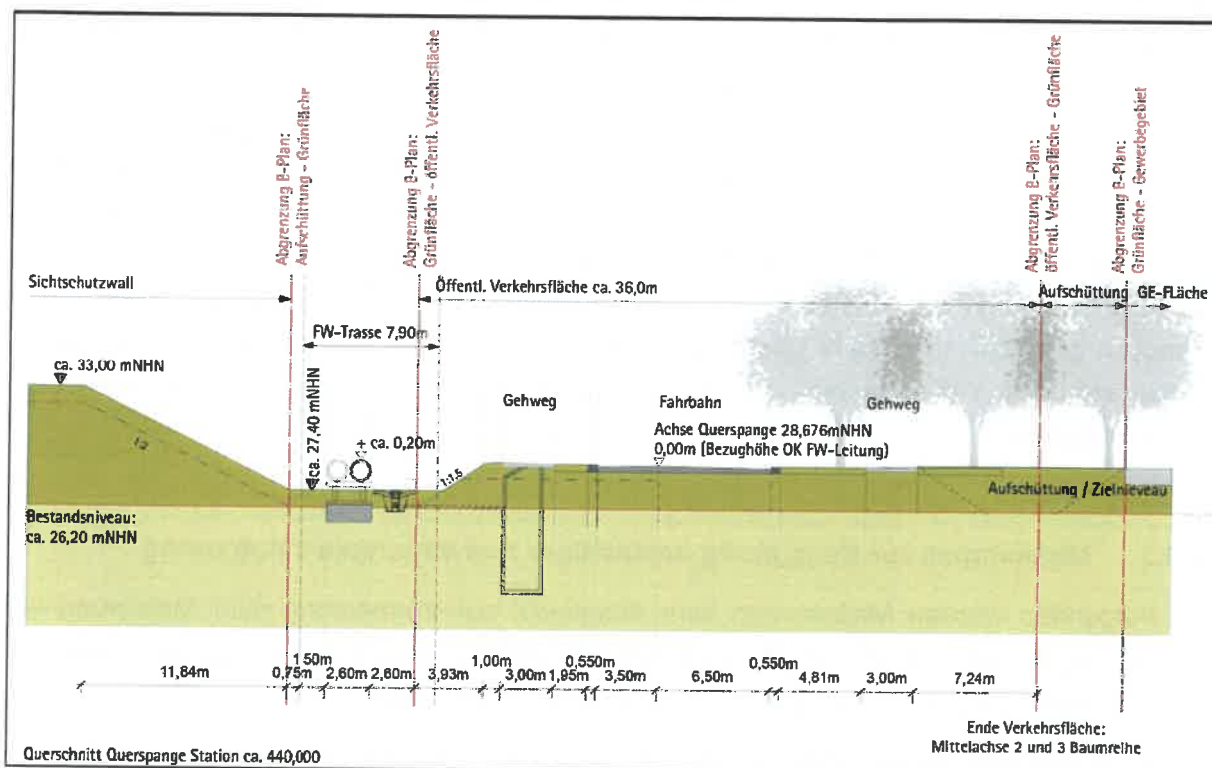 Abgrenzung B-Plan:
Aufschüttung - Grünfläche
Abgrenzung B-Plan:
Grünfläche - öffentl. Verkehrsfläche
Abgrenzung B-Plan:
öffentl. Verkehrsfläche - Grünfläche
Abgrenzung B-Plan:
Grünfläche - Gewerbegebiet
Sichtschutzwall
Öffentl. Verkehrsfläche ca. 36,0m
Aufschüttung
GE-Fläche
FW-Trasse 7,90m
ca. 33,00 mNHN
ca. 27,40 mNHN
+ ca. 0,20m
Gehweg
Fahrbahn
Gehweg
Achse Querspange 28,676mNHN
0,00m (Bezughöhe OK FW-Leitung)
1:2
1:1.5
Aufschüttung / Zielnieveau
Bestandsniveau:
ca. 26,20 mNHN
11,84m
0,75m
1,50m
2,60m
2,80m
3,93m
1,00m
3,00m
1,95m
0,550m
3,50m
6,50m
0,550m
4,81m
3,00m
7,24m
Ende Verkehrsfläche:
Mittelachse 2 und 3 Baumreihe
Querschnitt Querspange Station ca. 440,000